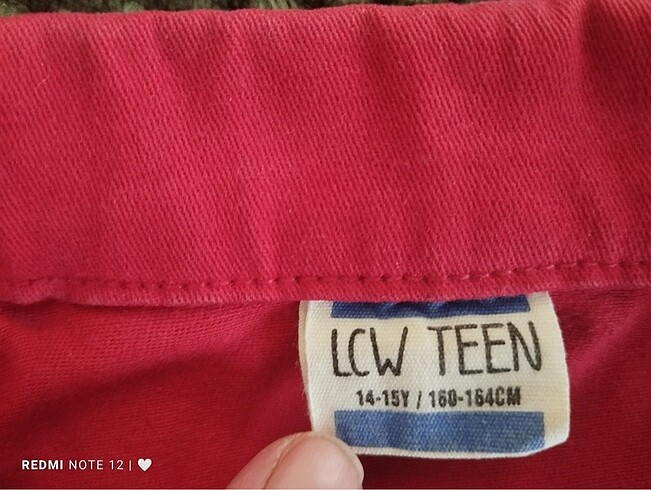 LCW TEEN
14-15Y / 160-164CM
REDMI NOTE 12 | 🤍